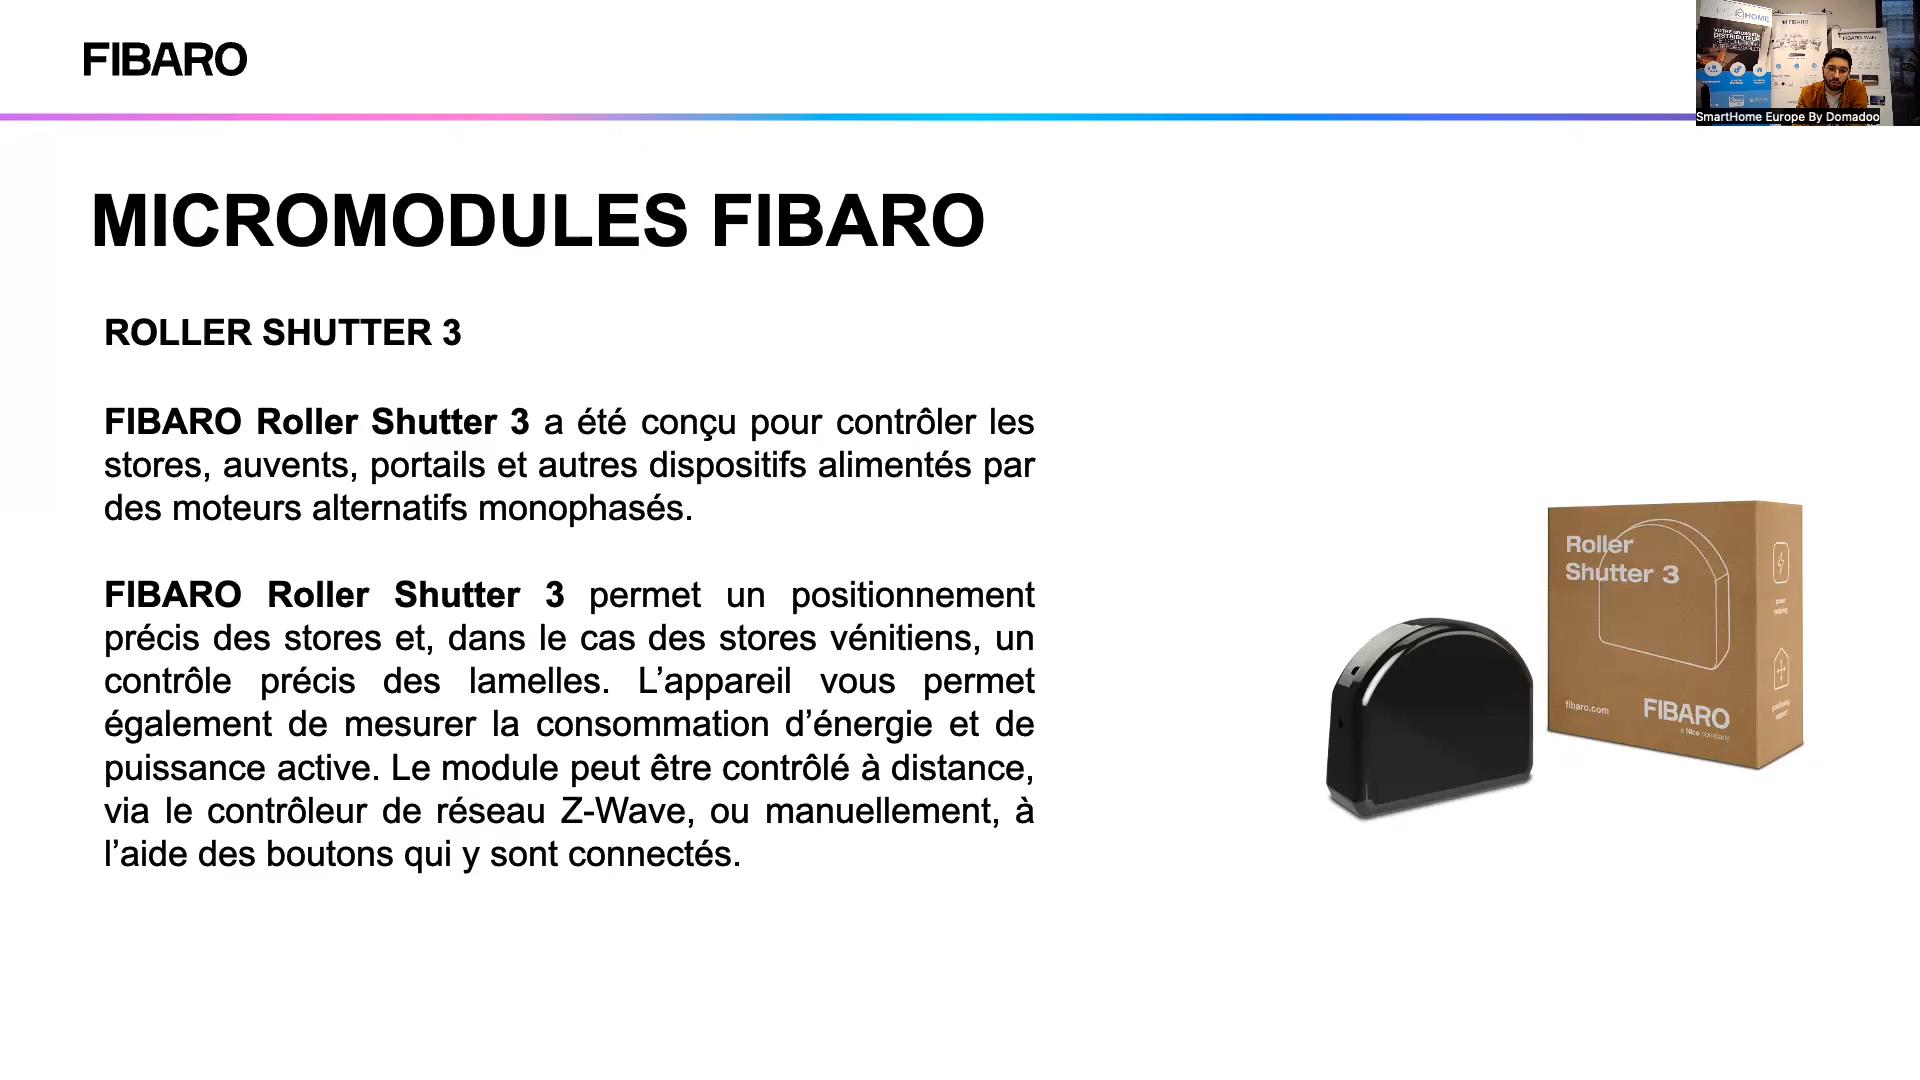 FIBARO
SmartHome Europe By Domadoo
MICROMODULES FIBARO
ROLLER SHUTTER 3
FIBARO Roller Shutter 3 a été conçu pour contrôler les
stores, auvents, portails et autres dispositifs alimentés par
des moteurs alternatifs monophasés.
FIBARO Roller Shutter 3 permet un positionnement
précis des stores et, dans le cas des stores vénitiens, un
contrôle précis des lamelles. L’appareil vous permet
également de mesurer la consommation d’énergie et de
puissance active. Le module peut être contrôlé à distance,
via le contrôleur de réseau Z-Wave, ou manuellement, à
l’aide des boutons qui y sont connectés.
Roller
Shutter 3
fibaro.com
FIBARO
a Nice company